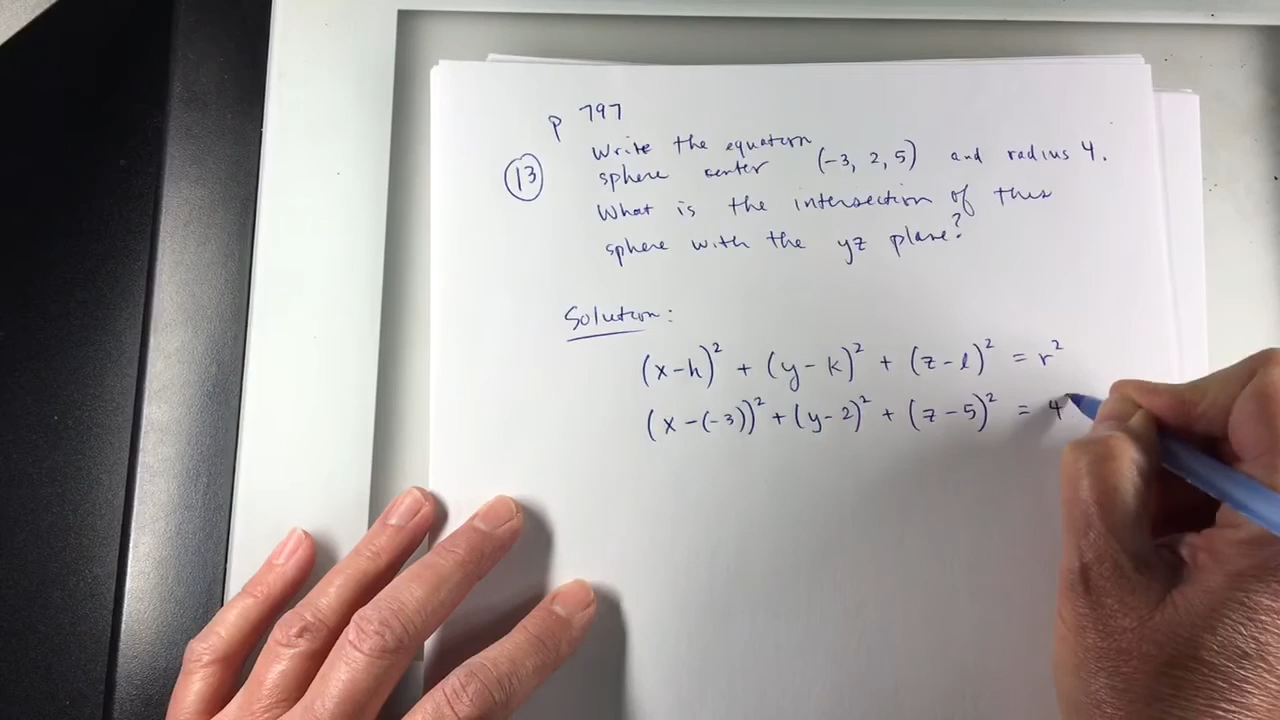 p 797
13
Write the equation
sphere center (-3, 2, 5) and radius 4.
What is the intersection of this
sphere with the yz plane?
Solution:
(x-h)² + (y-k)² + (z-l)² = r²
(x-(-3))² + (y-2)² + (z-5)² = 4